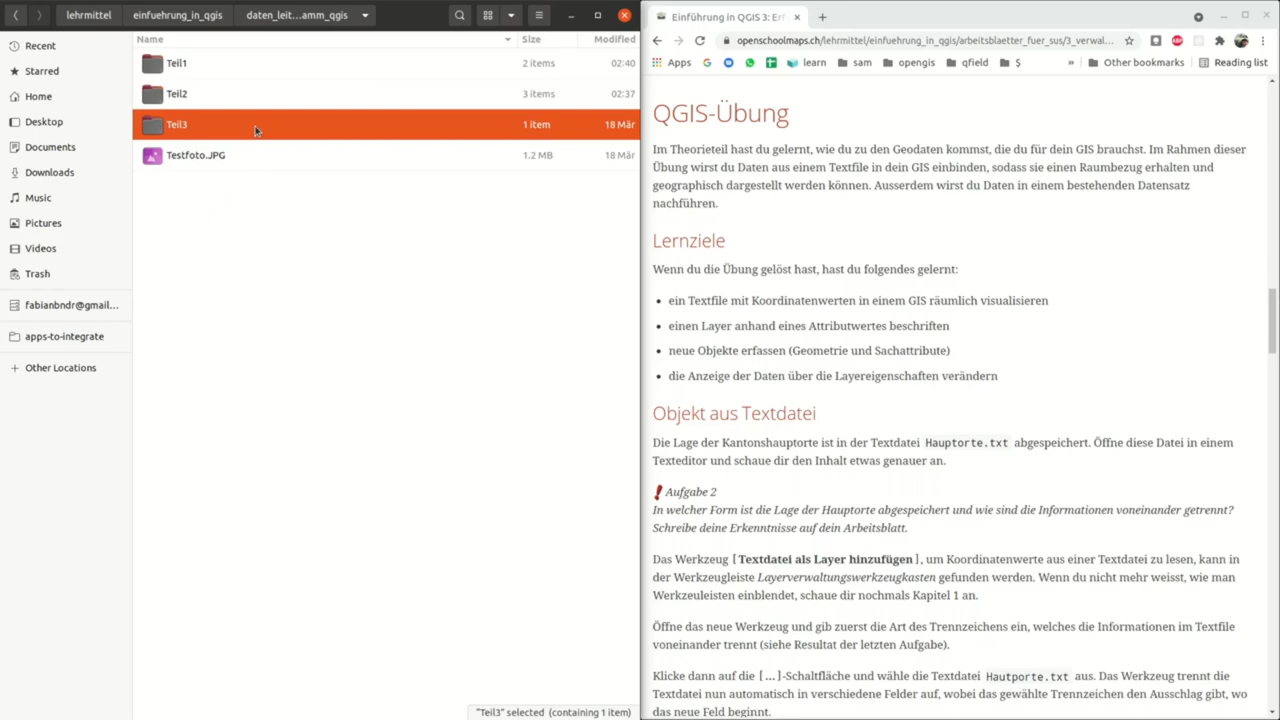 lehrmittel
einfuehrung_in_qgis
daten_leit...amm_qgis
Recent
Starred
Home
Desktop
Documents
Downloads
Music
Pictures
Videos
Trash
fabianbndr@gmail...
apps-to-integrate
+ Other Locations
Name Size Modified
Teil1 2 items 02:40
Teil2 3 items 02:37
Teil3 1 item 18 Mär
Testfoto.JPG 1.2 MB 18 Mär
"Teil3" selected (containing 1 item)
Einführung in QGIS 3: Erf
openschoolmaps.ch/lehrmittel/einfuehrung_in_qgis/arbeitsblaetter_fuer_sus/3_verwal...
Apps learn sam opengis qfield $ » Other bookmarks Reading list
QGIS-Übung
Im Theorieteil hast du gelernt, wie du zu den Geodaten kommst, die du für dein GIS brauchst. Im Rahmen dieser
Übung wirst du Daten aus einem Textfile in dein GIS einbinden, sodass sie einen Raumbezug erhalten und
geographisch dargestellt werden können. Ausserdem wirst du Daten in einem bestehenden Datensatz
nachführen.
Lernziele
Wenn du die Übung gelöst hast, hast du folgendes gelernt:
• ein Textfile mit Koordinatenwerten in einem GIS räumlich visualisieren
• einen Layer anhand eines Attributwertes beschriften
• neue Objekte erfassen (Geometrie und Sachattribute)
• die Anzeige der Daten über die Layereigenschaften verändern
Objekt aus Textdatei
Die Lage der Kantonshauptorte ist in der Textdatei Hauptorte.txt abgespeichert. Öffne diese Datei in einem
Texteditor und schaue dir den Inhalt etwas genauer an.
❗ Aufgabe 2
In welcher Form ist die Lage der Hauptorte abgespeichert und wie sind die Informationen voneinander getrennt?
Schreibe deine Erkenntnisse auf dein Arbeitsblatt.
Das Werkzeug [Textdatei als Layer hinzufügen], um Koordinatenwerte aus einer Textdatei zu lesen, kann in
der Werkzeugleiste Layerverwaltungswerkzeugkasten gefunden werden. Wenn du nicht mehr weisst, wie man
Werkzeuleisten einblendet, schaue dir nochmals Kapitel 1 an.
Öffne das neue Werkzeug und gib zuerst die Art des Trennzeichens ein, welches die Informationen im Textfile
voneinander trennt (siehe Resultat der letzten Aufgabe).
Klicke dann auf die [...]-Schaltfläche und wähle die Textdatei Hautporte.txt aus. Das Werkzeug trennt die
Textdatei nun automatisch in verschiedene Felder auf, wobei das gewählte Trennzeichen den Ausschlag gibt, wo
das neue Feld beginnt.